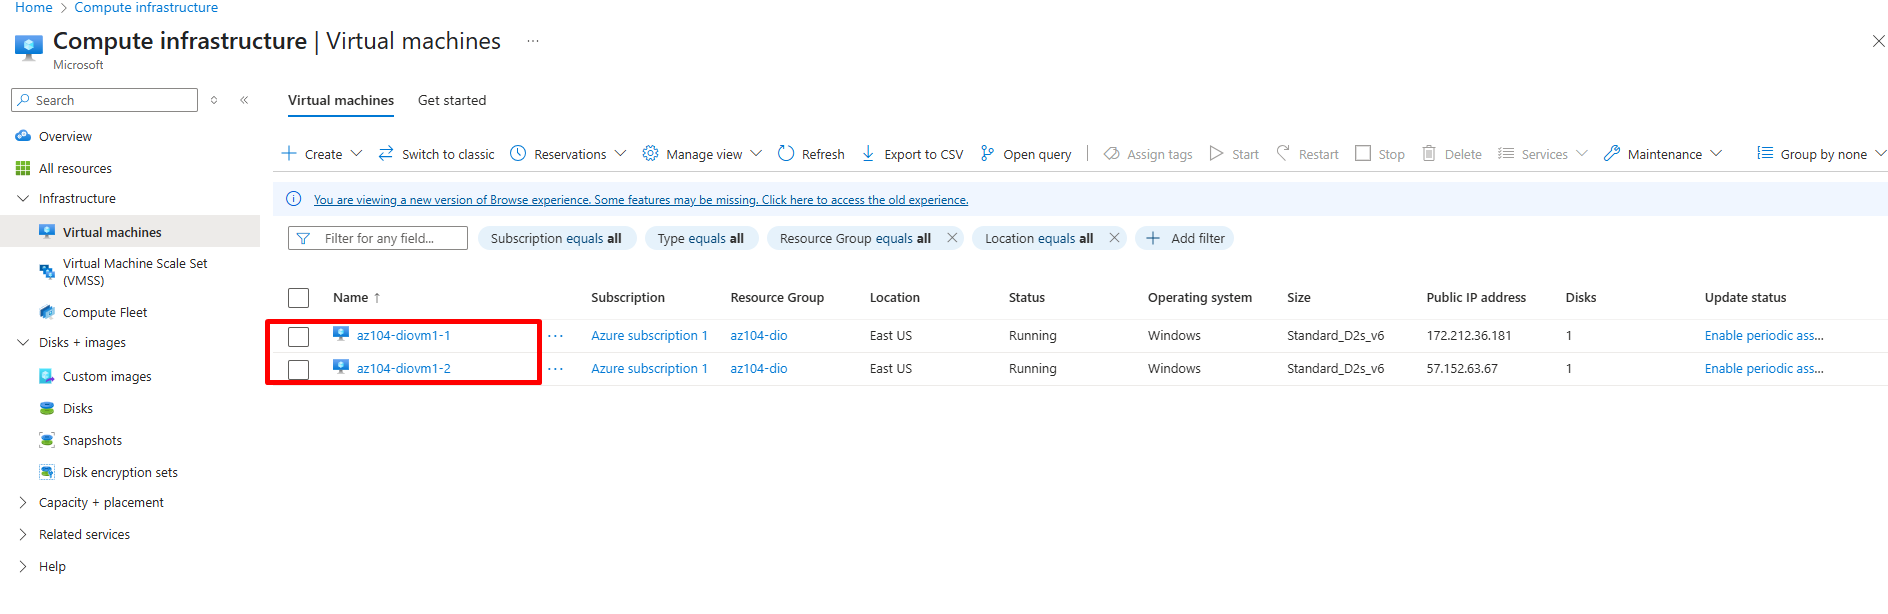 Home > Compute infrastructure
Compute infrastructure | Virtual machines ...
Microsoft
Search
Overview
All resources
Infrastructure
Virtual machines
Virtual Machine Scale Set
(VMSS)
Compute Fleet
Disks + images
Custom images
Disks
Snapshots
Disk encryption sets
Capacity + placement
Related services
Help
Virtual machines Get started
Create Switch to classic Reservations Manage view Refresh Export to CSV Open query Assign tags Start Restart Stop Delete Services Maintenance Group by none
You are viewing a new version of Browse experience. Some features may be missing. Click here to access the old experience.
Filter for any field... Subscription equals all Type equals all Resource Group equals all Location equals all Add filter
Name ↑ Subscription Resource Group Location Status Operating system Size Public IP address Disks Update status
az104-diovm1-1 ... Azure subscription 1 az104-dio East US Running Windows Standard_D2s_v6 172.212.36.181 1 Enable periodic ass...
az104-diovm1-2 ... Azure subscription 1 az104-dio East US Running Windows Standard_D2s_v6 57.152.63.67 1 Enable periodic ass...